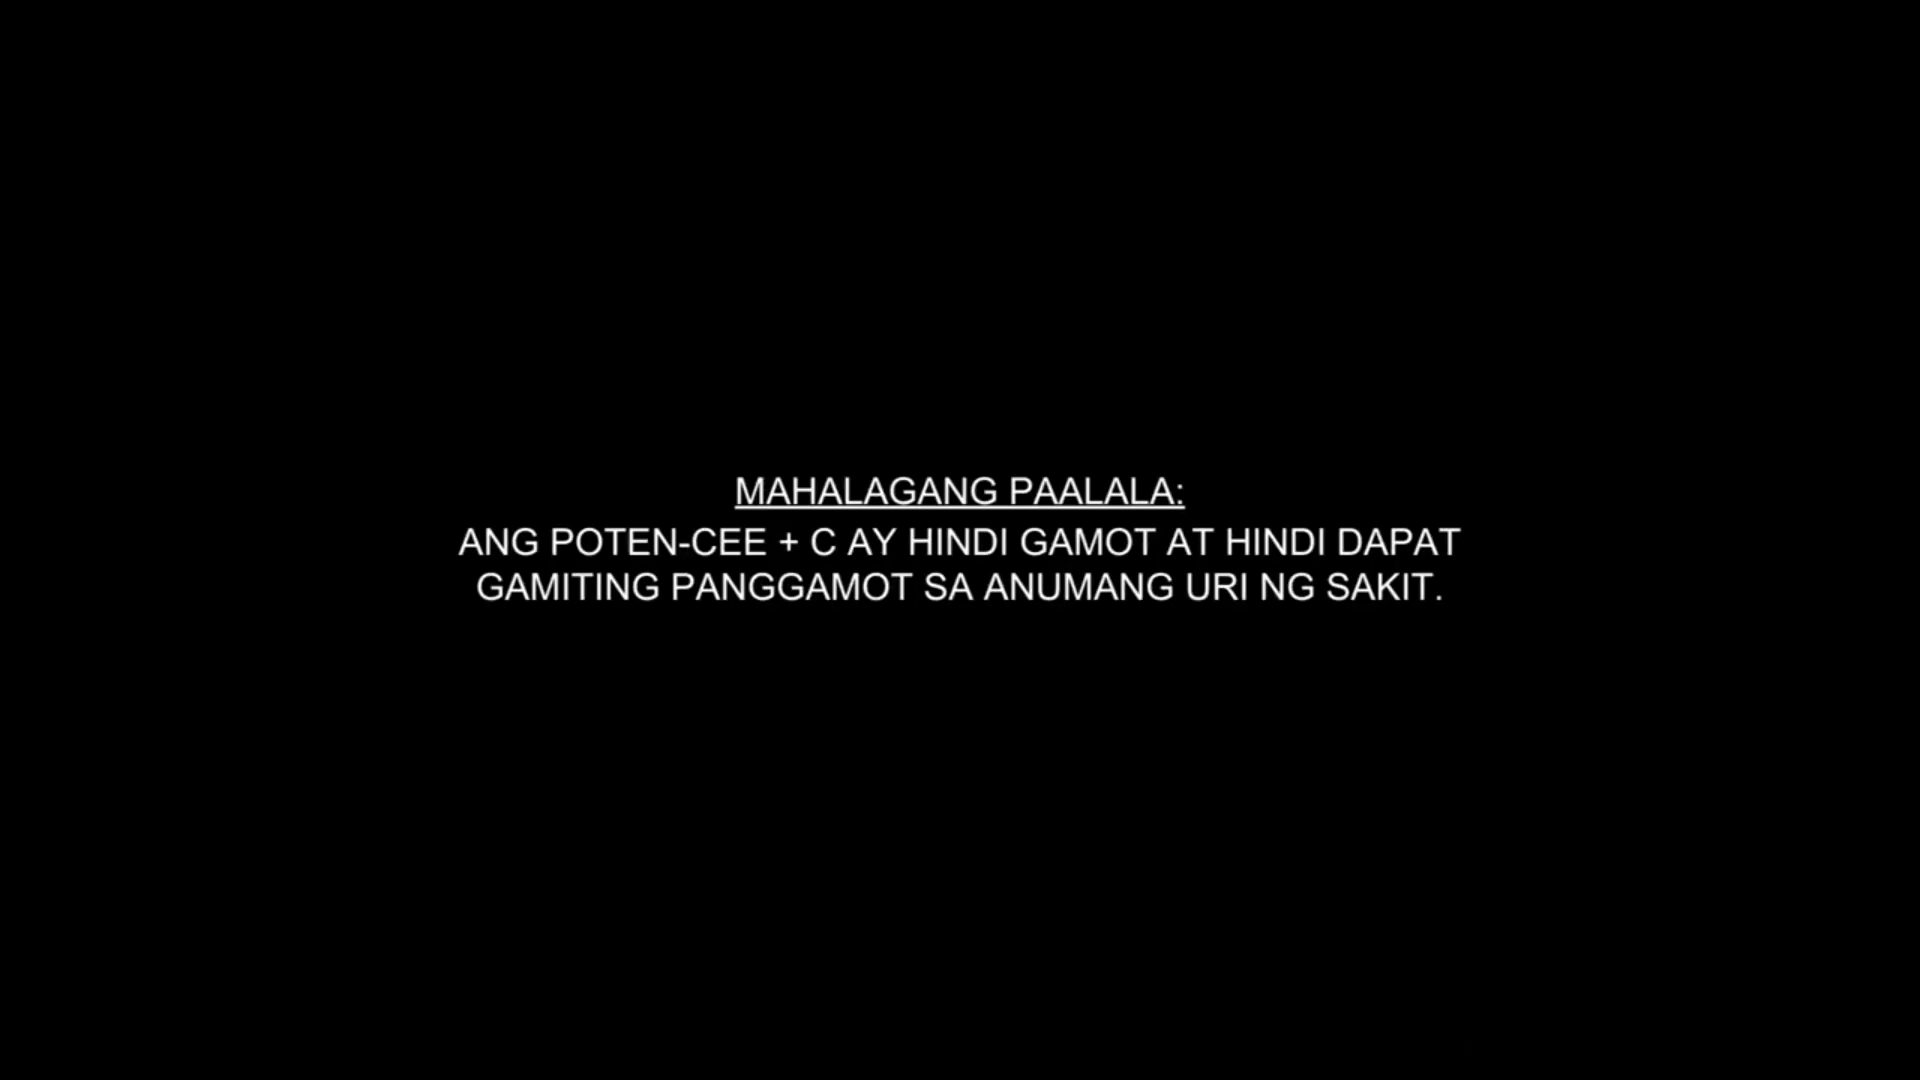 MAHALAGANG PAALALA:
ANG POTEN-CEE + C AY HINDI GAMOT AT HINDI DAPAT
GAMITING PANGGAMOT SA ANUMANG URI NG SAKIT.